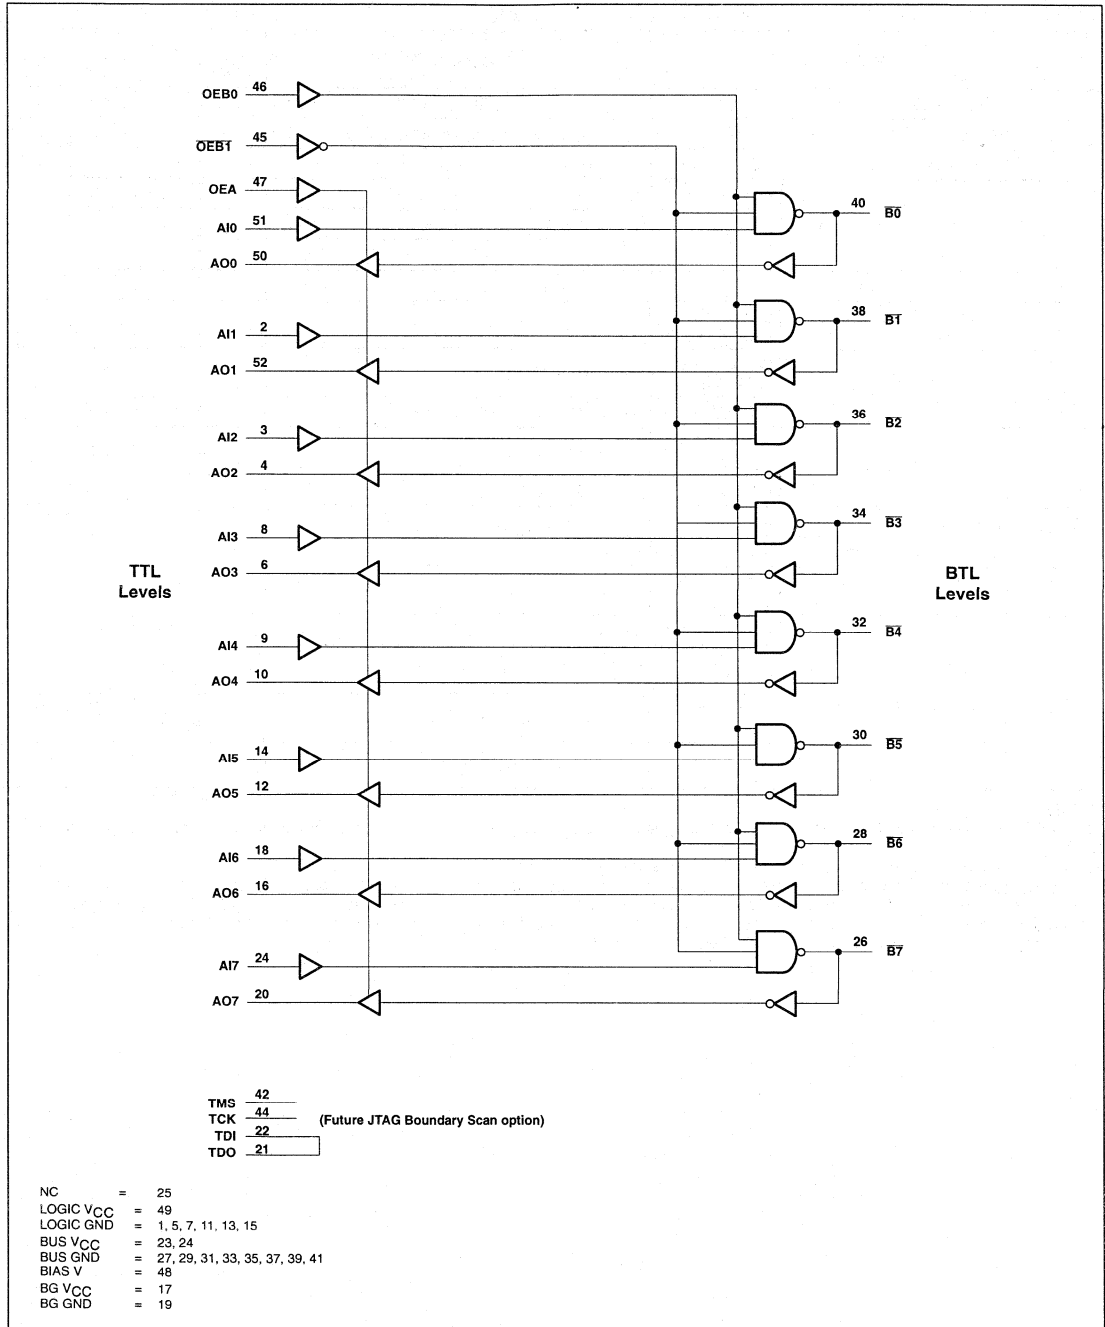 OEB0 46
OEB1 45
OEA 47
AI0 51
AO0 50
40 B0
AI1 2
AO1 52
38 B1
AI2 3
AO2 4
36 B2
AI3 8
AO3 6
34 B3
TTL
Levels
BTL
Levels
AI4 9
AO4 10
32 B4
AI5 14
AO5 12
30 B5
AI6 18
AO6 16
28 B6
AI7 24
AO7 20
26 B7
TMS 42
TCK 44
(Future JTAG Boundary Scan option)
TDI 22
TDO 21
NC = 25
LOGIC VCC = 49
LOGIC GND = 1, 5, 7, 11, 13, 15
BUS VCC = 23, 24
BUS GND = 27, 29, 31, 33, 35, 37, 39, 41
BIAS V = 48
BG VCC = 17
BG GND = 19